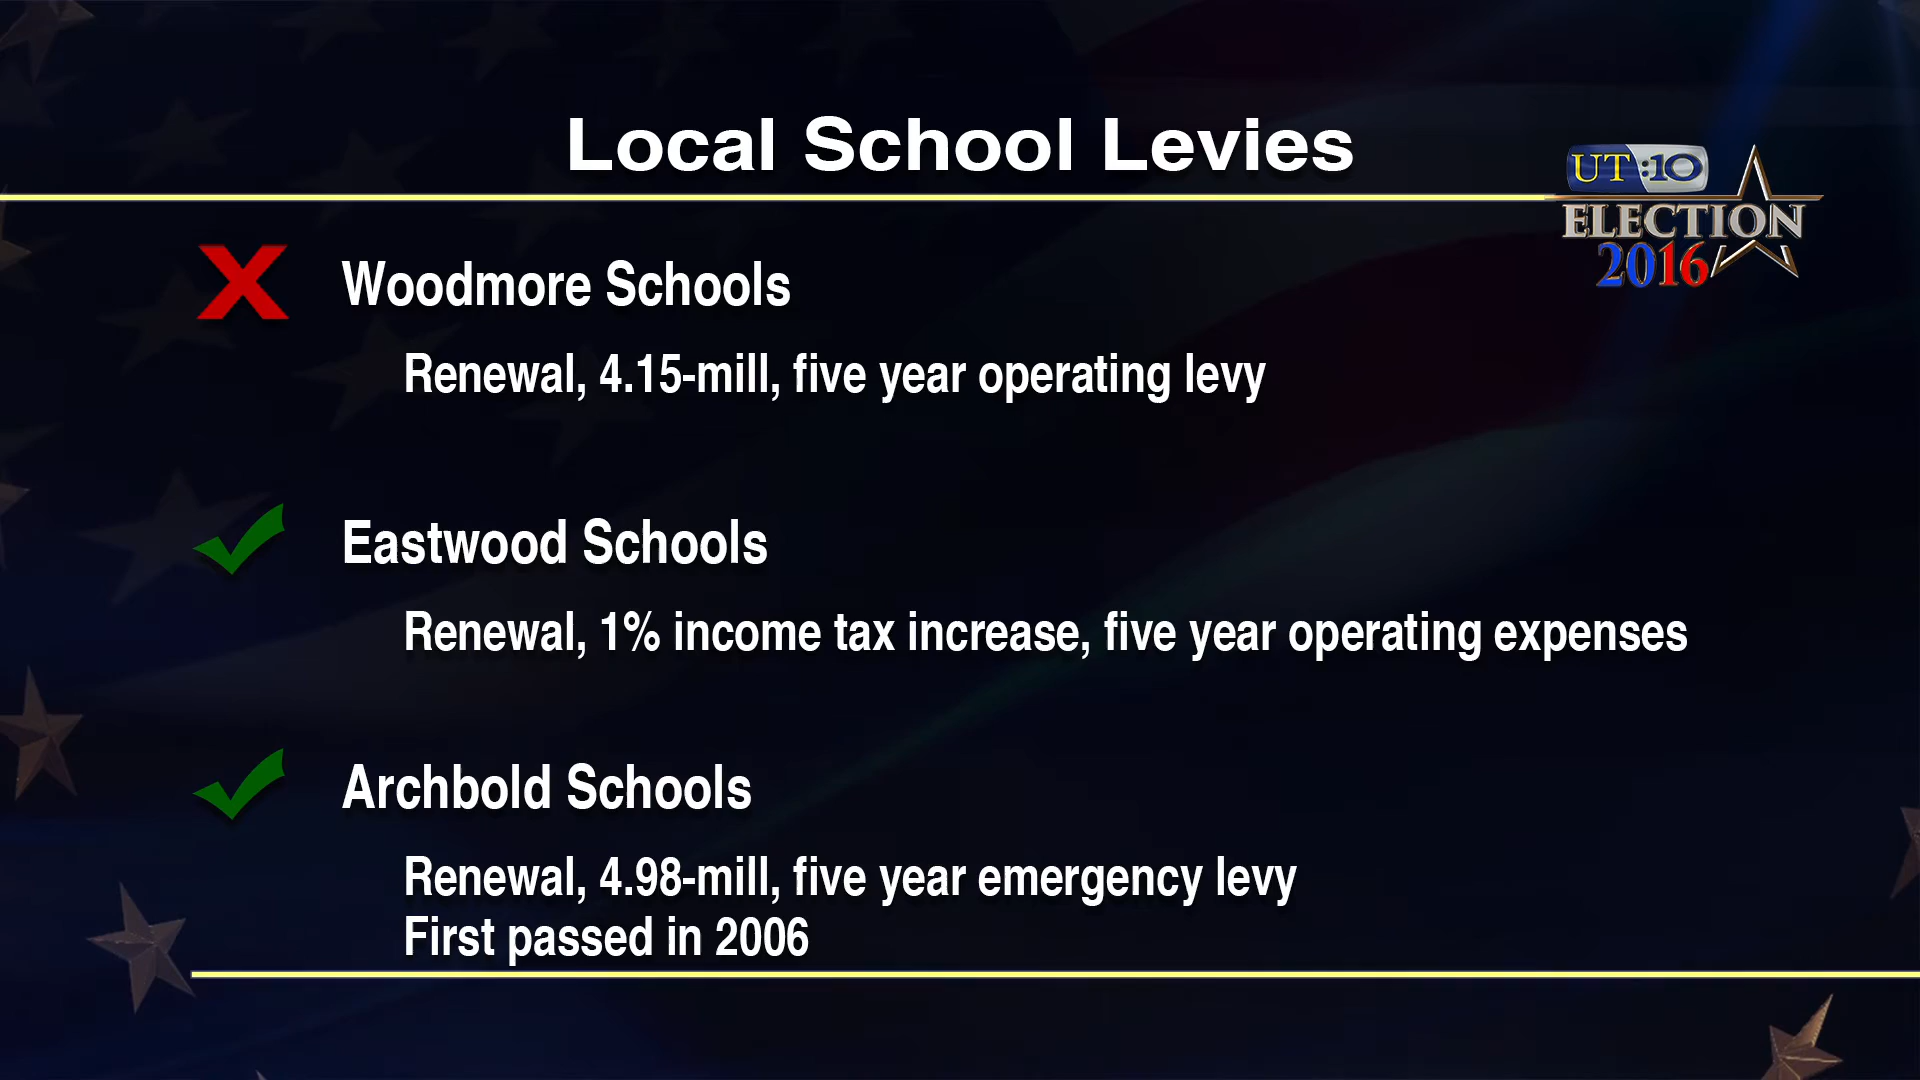 Local School Levies
UT:10
ELECTION
2016
X Woodmore Schools
Renewal, 4.15-mill, five year operating levy
Eastwood Schools
Renewal, 1% income tax increase, five year operating expenses
Archbold Schools
Renewal, 4.98-mill, five year emergency levy
First passed in 2006